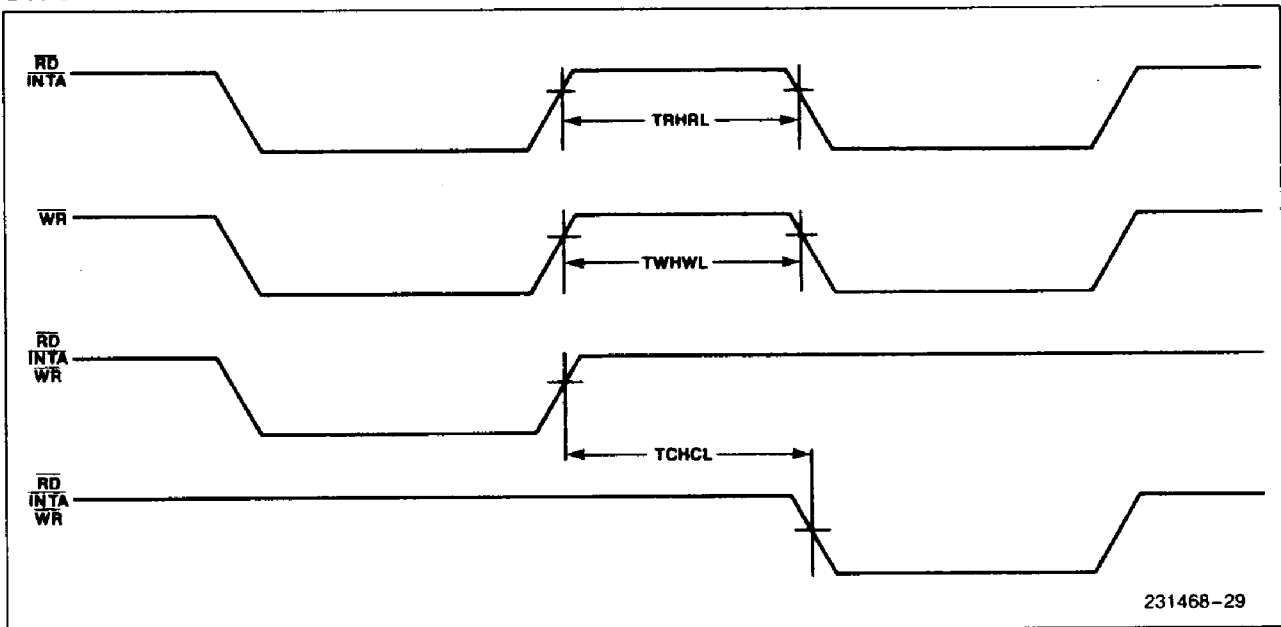 RD
INTA
TRHRL
WR
TWHWL
RD
INTA
WR
TCHCL
RD
INTA
WR
231468-29